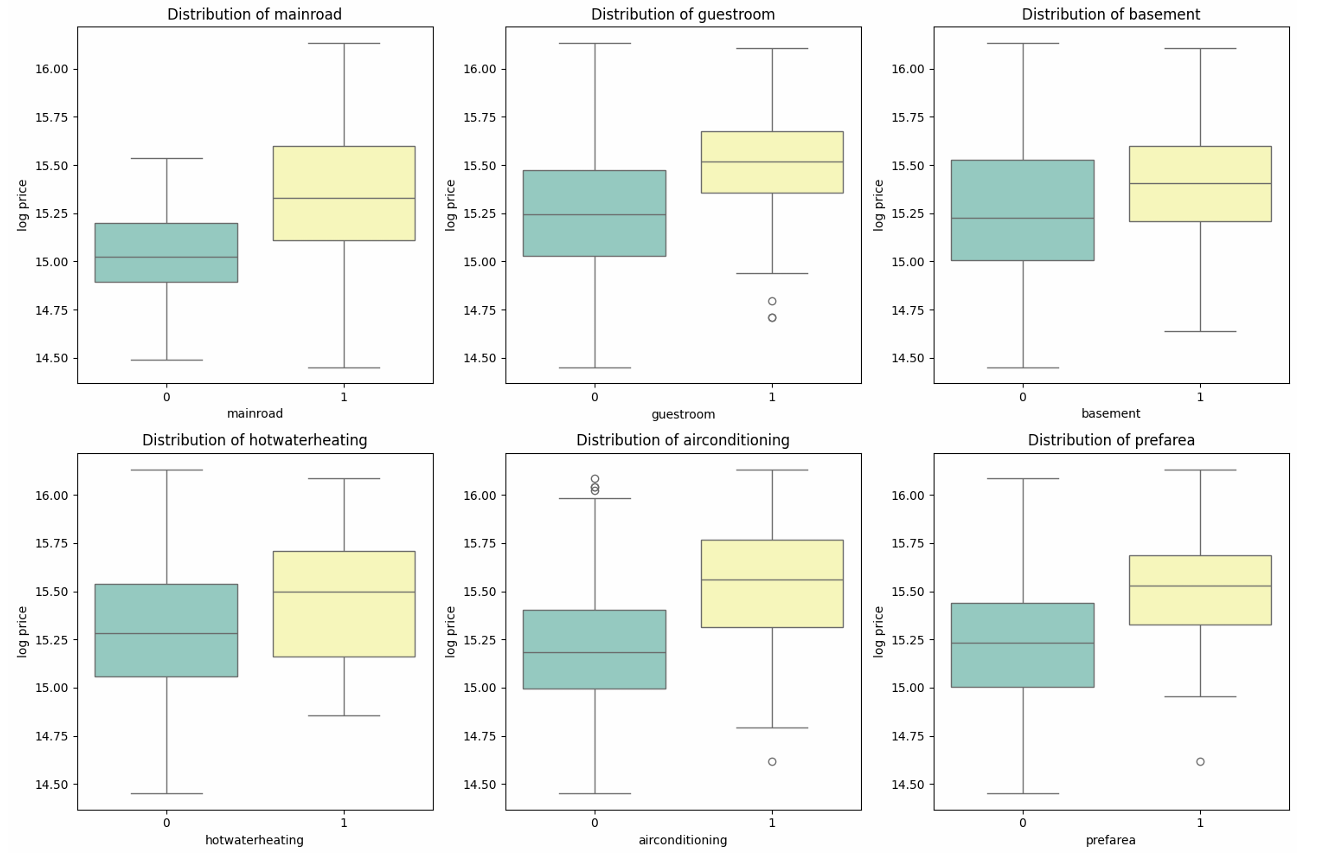 Distribution of mainroad
16.00
15.75
15.50
15.25
15.00
14.75
14.50
log price
0 1
mainroad
Distribution of guestroom
16.00
15.75
15.50
15.25
15.00
14.75
14.50
log price
0 1
guestroom
Distribution of basement
16.00
15.75
15.50
15.25
15.00
14.75
14.50
log price
0 1
basement
Distribution of hotwaterheating
16.00
15.75
15.50
15.25
15.00
14.75
14.50
log price
0 1
hotwaterheating
Distribution of airconditioning
16.00
15.75
15.50
15.25
15.00
14.75
14.50
log price
0 1
airconditioning
Distribution of prefarea
16.00
15.75
15.50
15.25
15.00
14.75
14.50
log price
0 1
prefarea